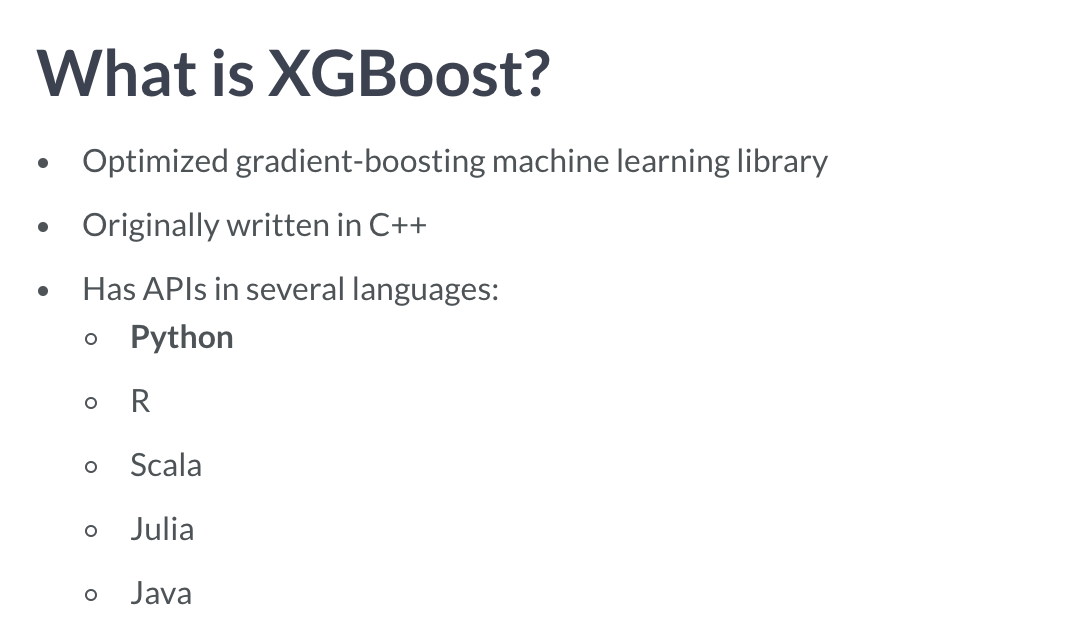 What is XGBoost?
• Optimized gradient-boosting machine learning library
• Originally written in C++
• Has APIs in several languages:
○ Python
○ R
○ Scala
○ Julia
○ Java